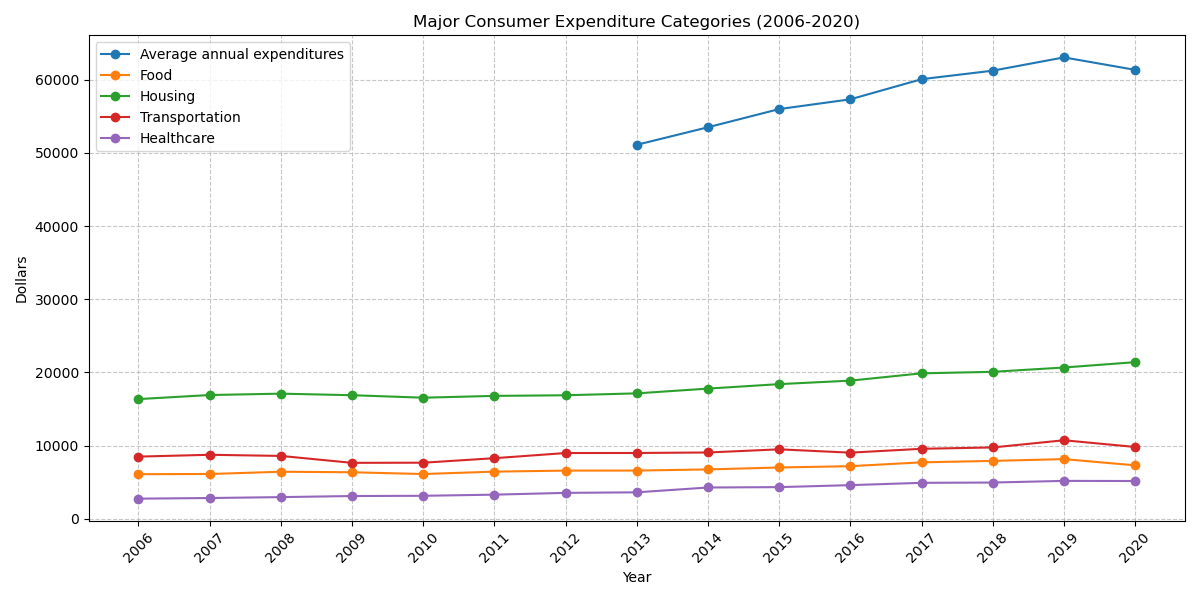 Major Consumer Expenditure Categories (2006-2020)
Average annual expenditures
Food
Housing
Transportation
Healthcare
60000
50000
40000
30000
20000
10000
0
Dollars
2006
2007
2008
2009
2010
2011
2012
2013
2014
2015
2016
2017
2018
2019
2020
Year